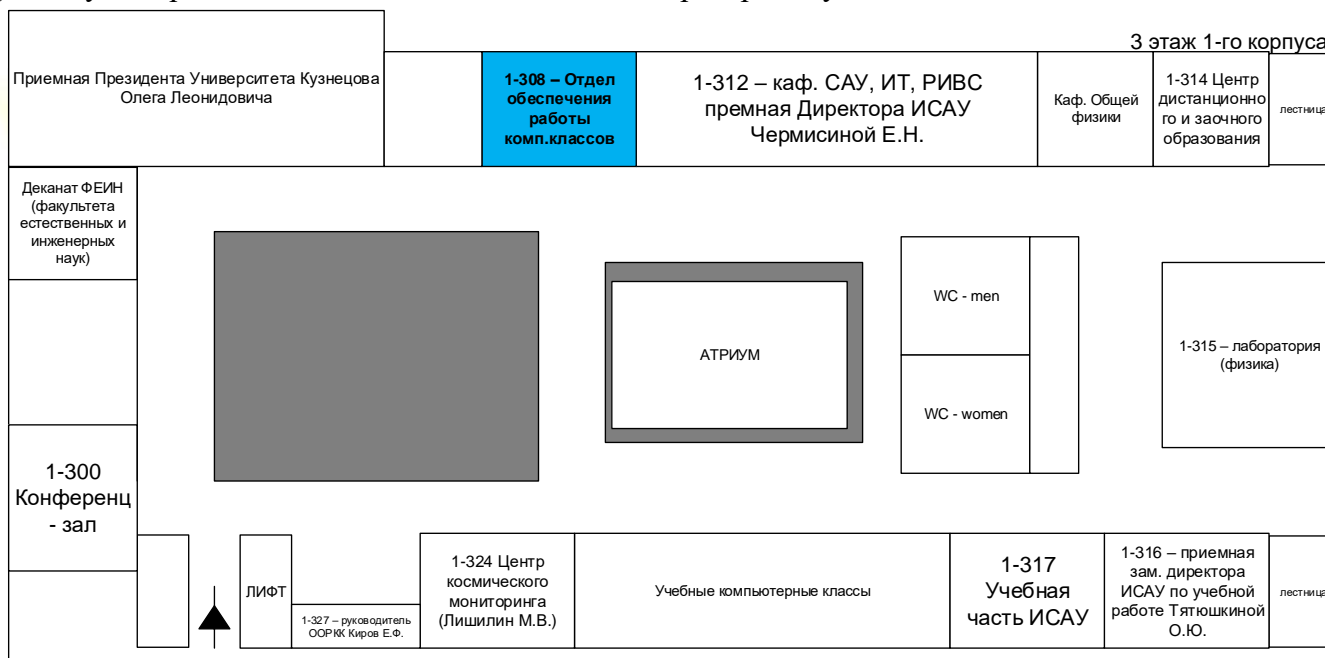 3 этаж 1-го корпуса
Приемная Президента Университета Кузнецова
Олега Леонидовича
1-308 – Отдел
обеспечения
работы
комп.классов
1-312 – каф. САУ, ИТ, РИВС
премная Директора ИСАУ
Чермисиной Е.Н.
Каф. Общей
физики
1-314 Центр
дистанционно
го и заочного
образования
лестница
Деканат ФЕИН
(факультета
естественных и
инженерных
наук)
WC - men
АТРИУМ
1-315 – лаборатория
(физика)
WC - women
1-300
Конференц
- зал
ЛИФТ
1-327 – руководитель
ООРКК Киров Е.Ф.
1-324 Центр
космического
мониторинга
(Лишилин М.В.)
Учебные компьютерные классы
1-317
Учебная
часть ИСАУ
1-316 – приемная
зам. директора
ИСАУ по учебной
работе Тятюшкиной
О.Ю.
лестница